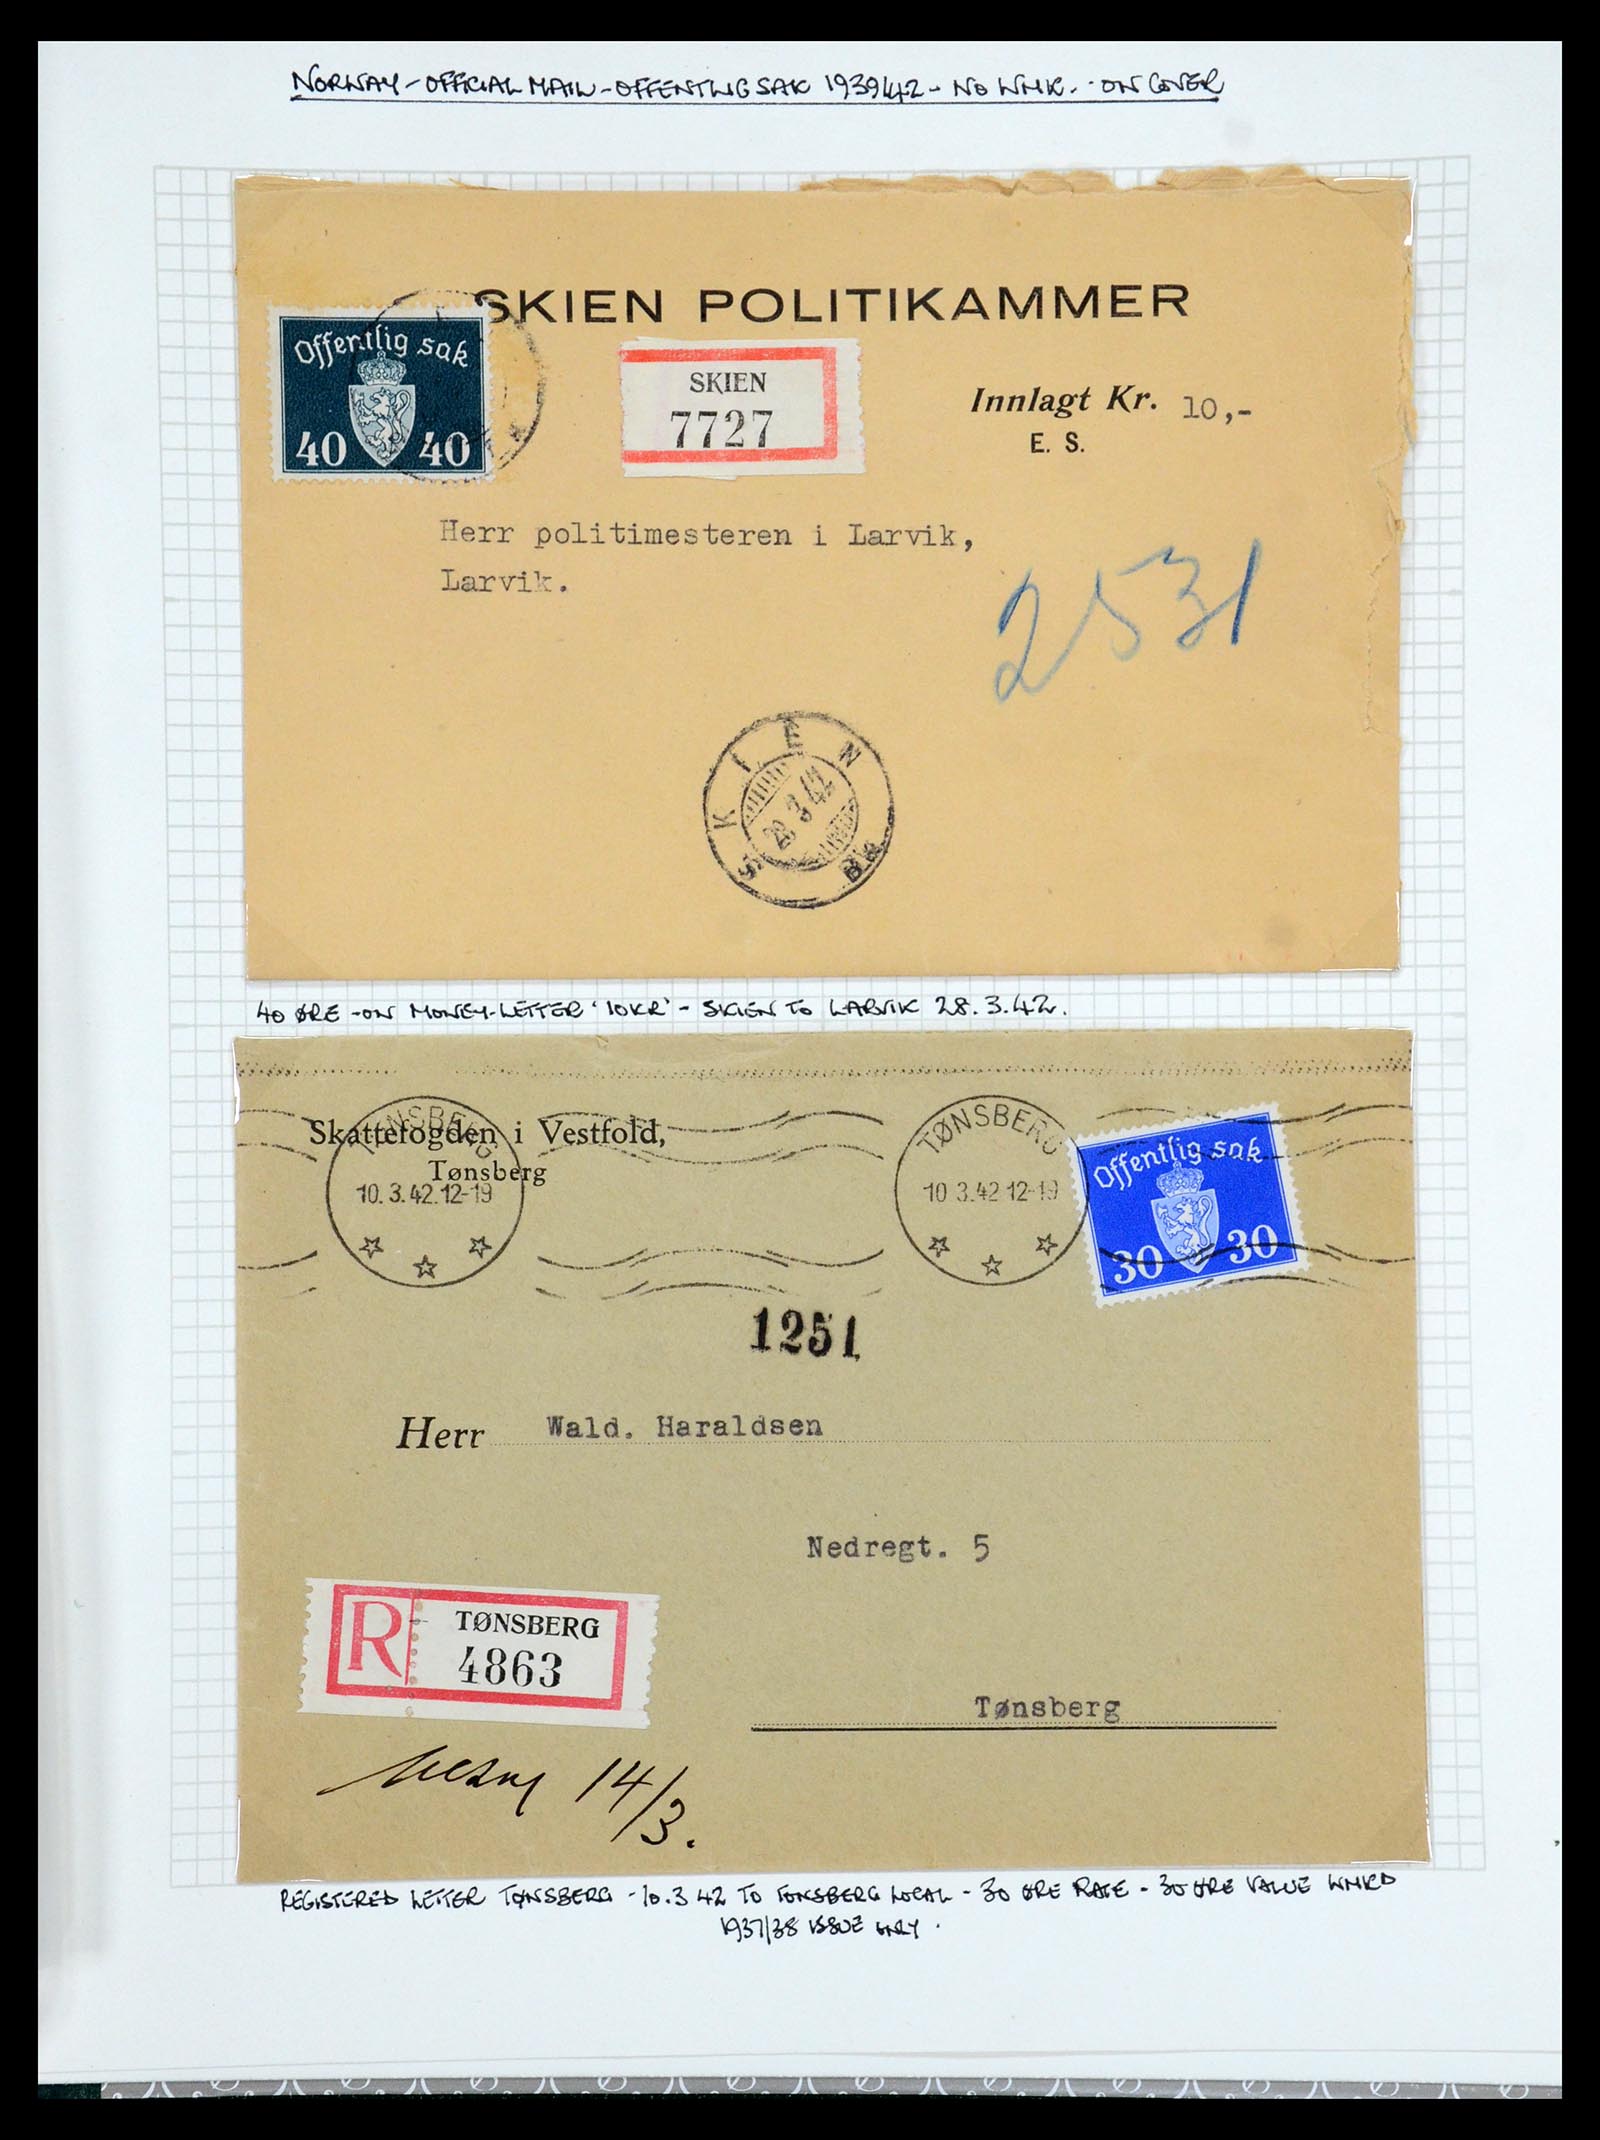 NORWAY - OFFICIAL MAIL - OFFENTLIG SAK 1939/42 - NO WMK. - ON COVER
SKIEN POLITIKAMMER
Offentlig sak
40 40
SKIEN
7727
Innlagt Kr. 10,-
E. S.
Herr politimesteren i Larvik,
Larvik.
2531
SKIEN
28 3 42
40 ØRE - ON MONEY-LETTER '10KR' - SKIEN TO LARVIK 28.3.42.
Skattefogden i Vestfold,
Tønsberg
TØNSBERG
10.3.42.12-19
TØNSBERG
10 3.42 12-19
Offentlig sak
30 30
1251
Herr Wald. Haraldsen
Nedregt. 5
R TØNSBERG
4863
Tønsberg
14/3.
REGISTERED LETTER TØNSBERG - 10.3 42 TO TONSBERG LOCAL - 30 ØRE RATE - 30 ØRE VALUE WMKD
1937/38 ISSUE ONLY.